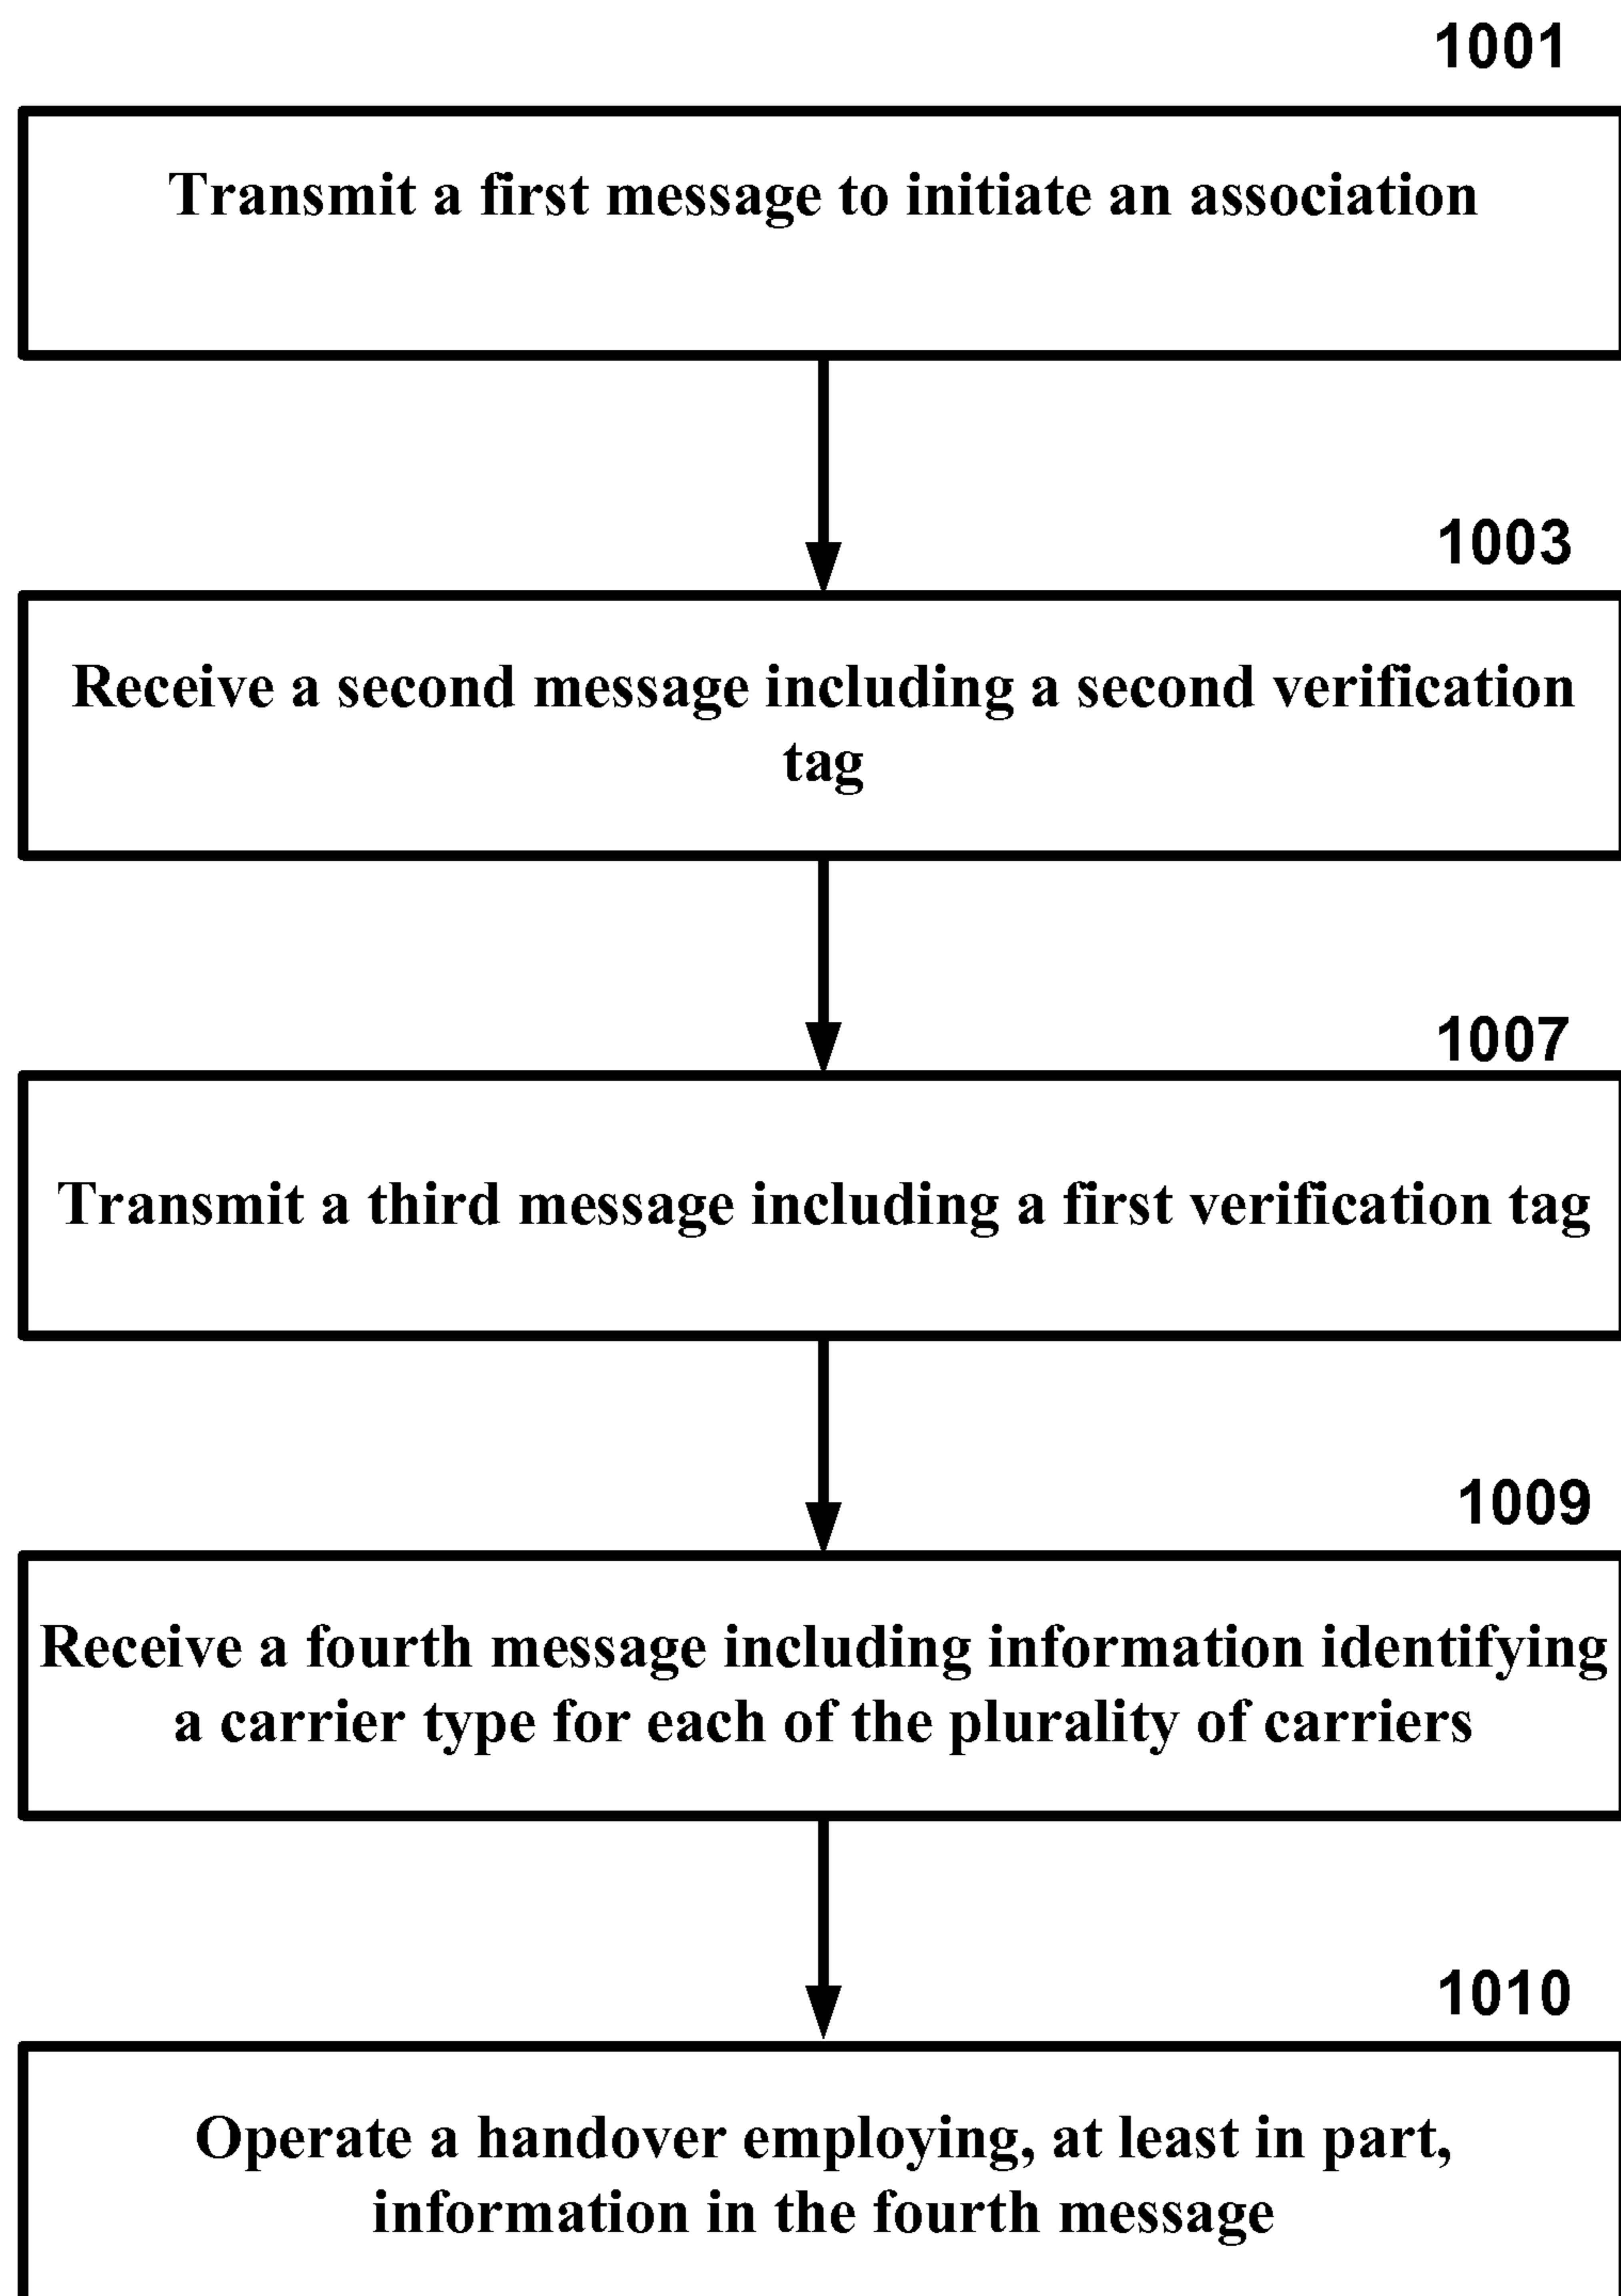 1001
Transmit a first message to initiate an association
1003
Receive a second message including a second verification
tag
1007
Transmit a third message including a first verification tag
1009
Receive a fourth message including information identifying
a carrier type for each of the plurality of carriers
1010
Operate a handover employing, at least in part,
information in the fourth message